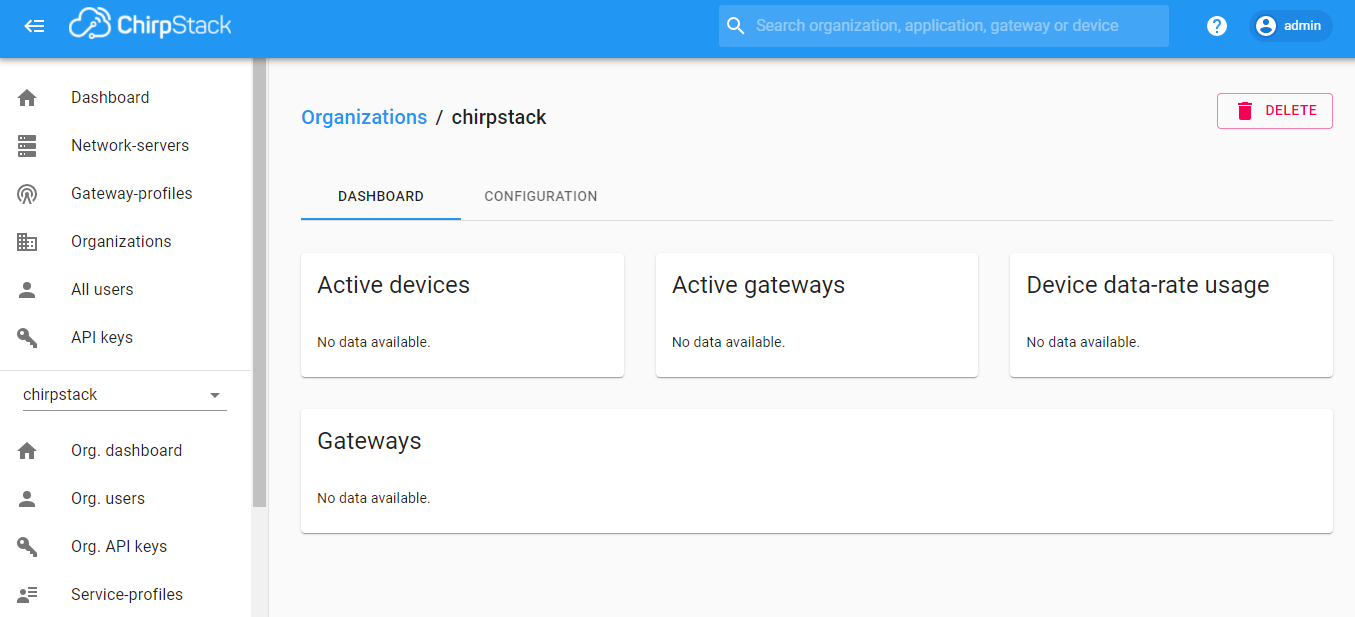 ChirpStack
Search organization, application, gateway or device
?
admin
Dashboard
Network-servers
Gateway-profiles
Organizations
All users
API keys
chirpstack
Org. dashboard
Org. users
Org. API keys
Service-profiles
Organizations / chirpstack
DELETE
DASHBOARD
CONFIGURATION
Active devices
No data available.
Active gateways
No data available.
Device data-rate usage
No data available.
Gateways
No data available.